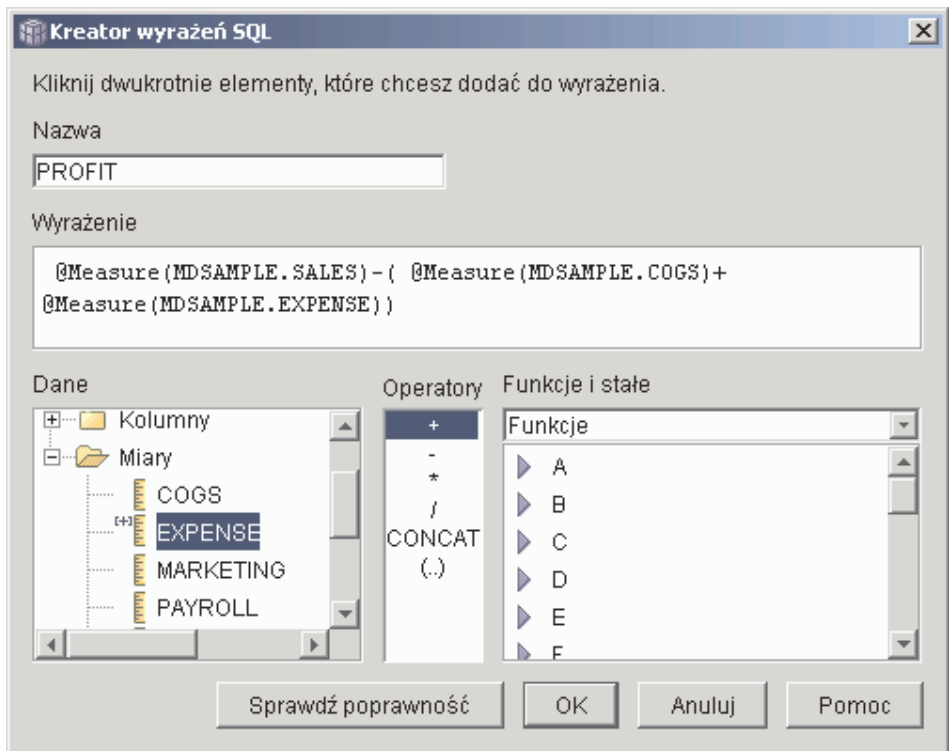 Kreator wyrażeń SQL
Kliknij dwukrotnie elementy, które chcesz dodać do wyrażenia.
Nazwa
PROFIT
Wyrażenie
@Measure(MDSAMPLE.SALES)-( @Measure(MDSAMPLE.COGS)+
@Measure(MDSAMPLE.EXPENSE))
Dane
Kolumny
Miary
COGS
EXPENSE
MARKETING
PAYROLL
Operatory
+
-
*
/
CONCAT
(..)
Funkcje i stałe
Funkcje
A
B
C
D
E
F
Sprawdź poprawność
OK
Anuluj
Pomoc